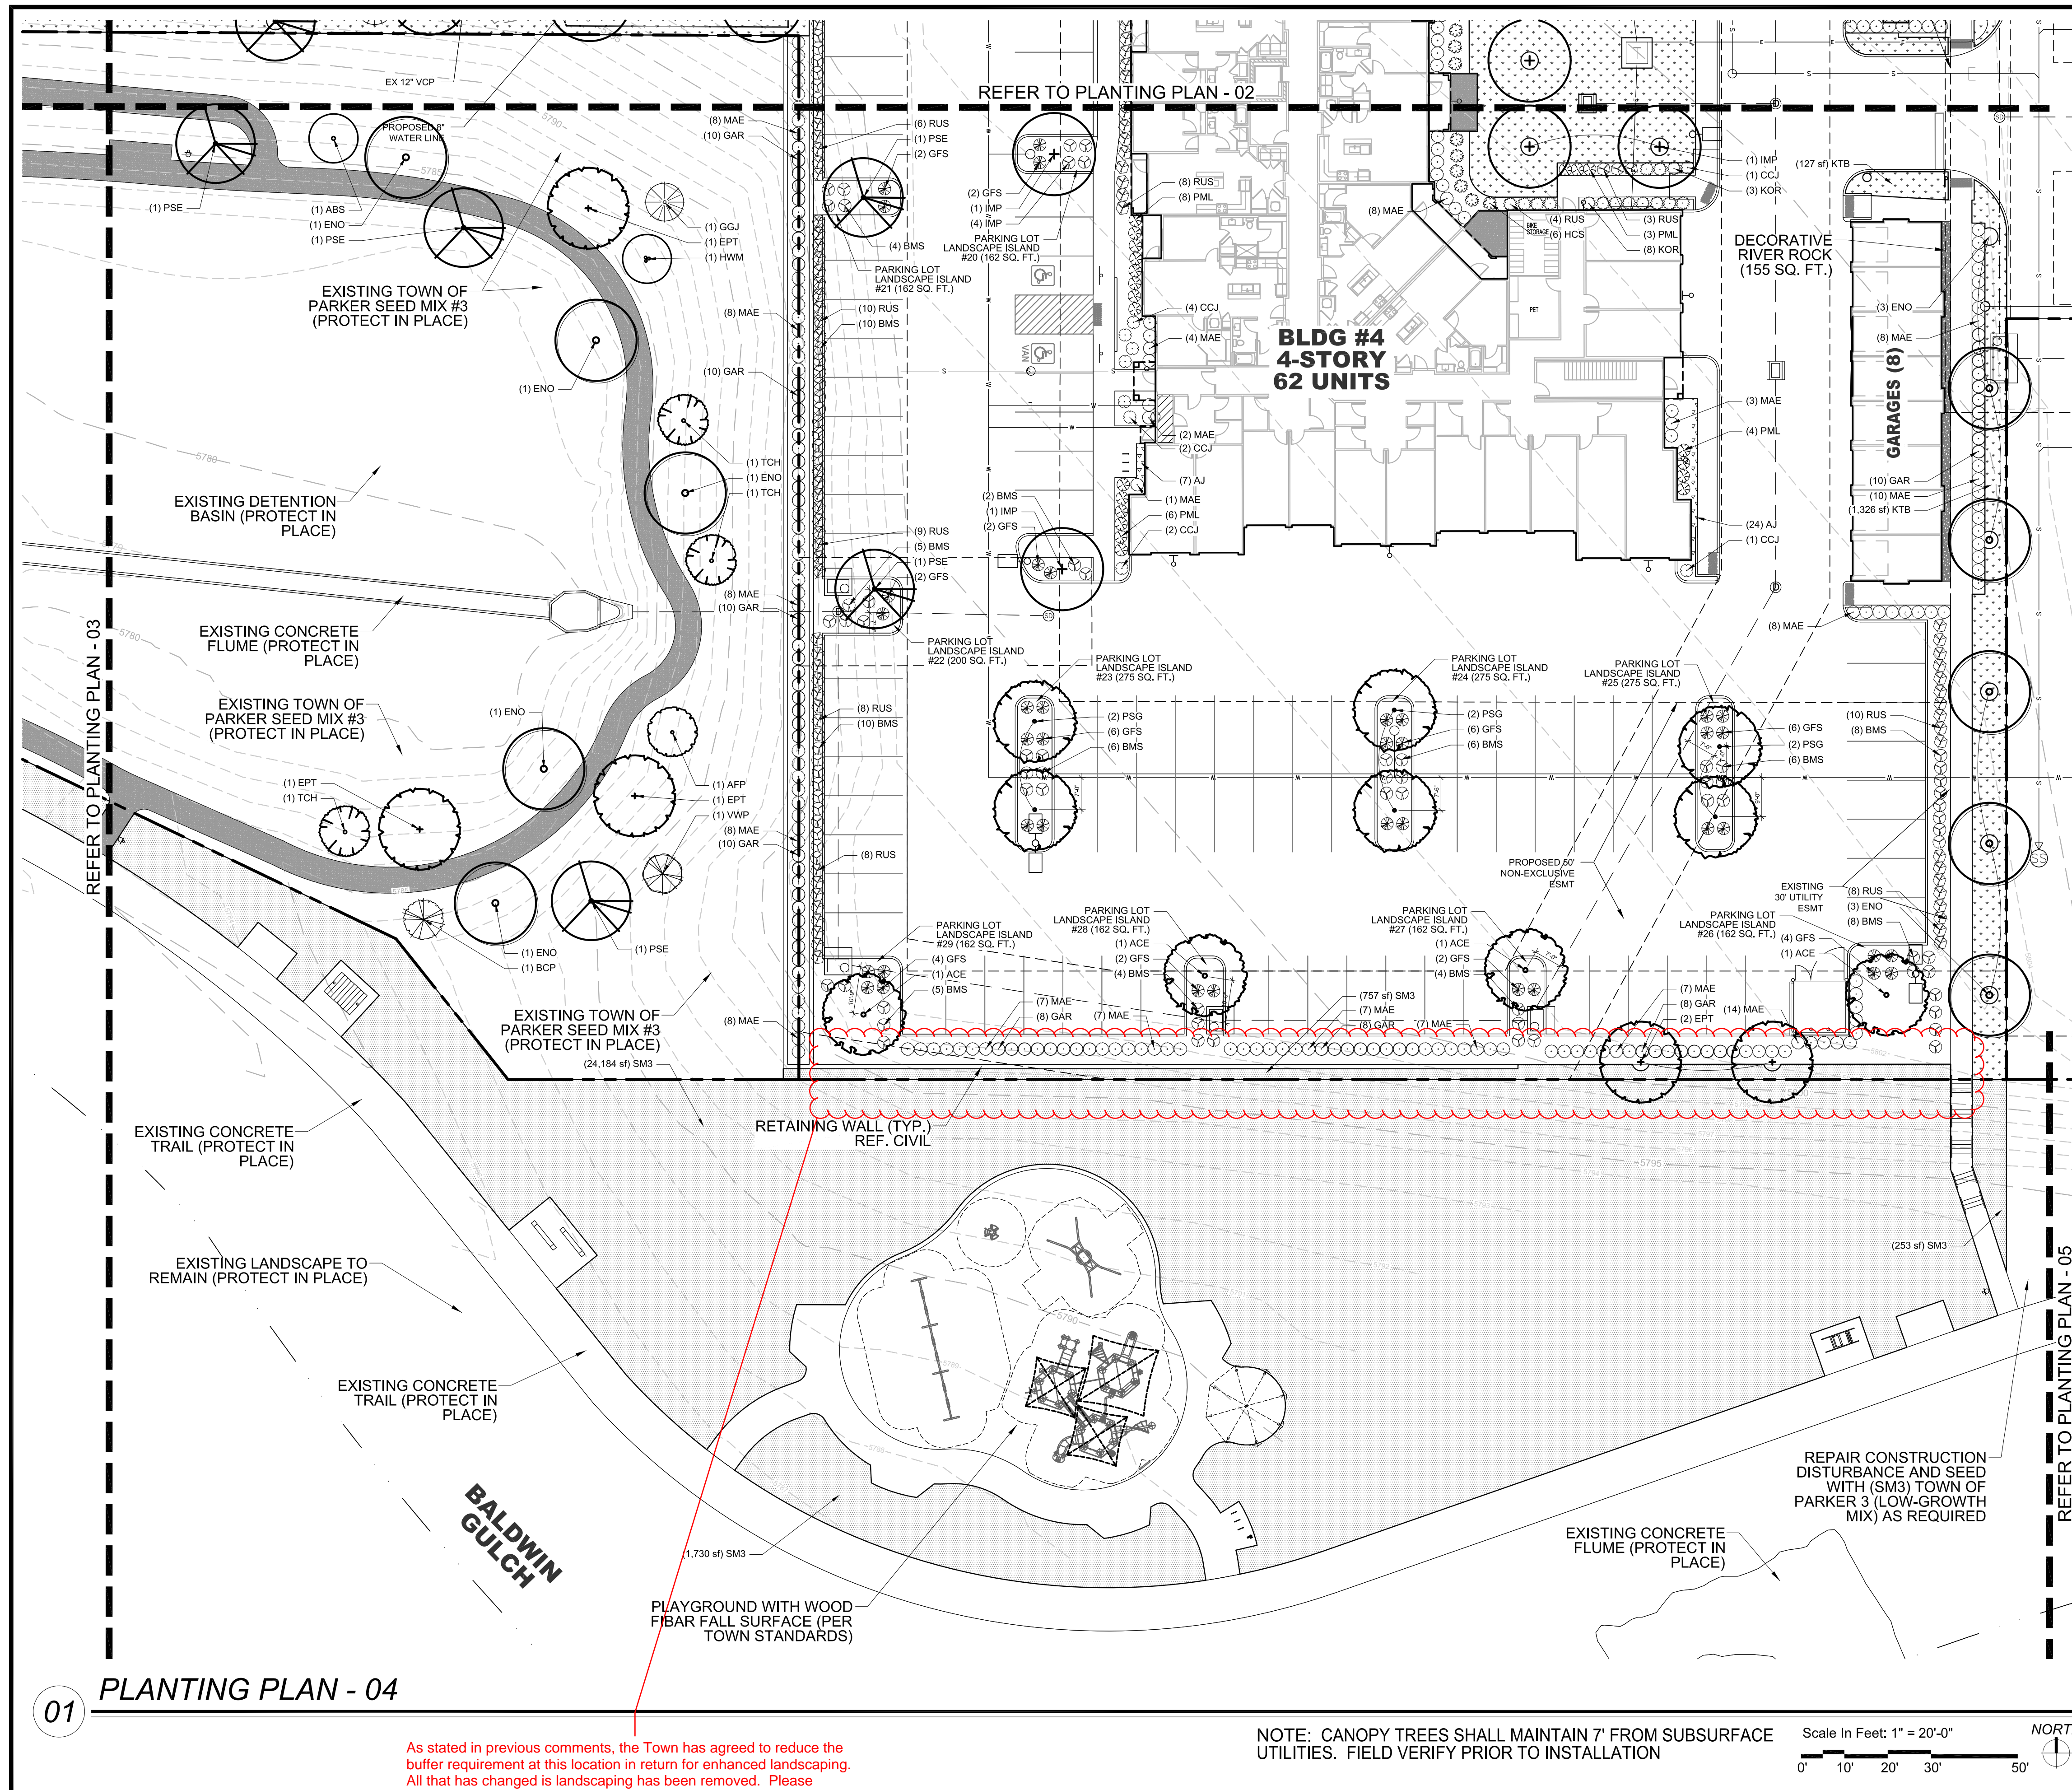 EX 12" VCP
REFER TO PLANTING PLAN - 02
PROPOSED 8"
WATER LINE
5790
5785
(8) MAE
(10) GAR
(6) RUS
(1) PSE
(2) GFS
(2) GFS
(1) IMP
(4) IMP
PARKING LOT
LANDSCAPE ISLAND
#20 (162 SQ. FT.)
(8) RUS
(8) PML
(8) MAE
(4) RUS
(6) HCS
BIKE
STORAGE
(3) RUS
(3) PML
(8) KOR
(1) IMP
(1) CCJ
(3) KOR
(127 sf) KTB
(1) PSE
(1) ABS
(1) ENO
(1) PSE
(1) GGJ
(1) EPT
(1) HWM
(4) BMS
PARKING LOT
LANDSCAPE ISLAND
#21 (162 SQ. FT.)
DECORATIVE
RIVER ROCK
(155 SQ. FT.)
EXISTING TOWN OF
PARKER SEED MIX #3
(PROTECT IN PLACE)
(8) MAE
(10) RUS
(10) BMS
VAN
(4) CCJ
(4) MAE
PET
BLDG #4
4-STORY
62 UNITS
(3) ENO
(8) MAE
GARAGES (8)
(1) ENO
(10) GAR
(2) MAE
(2) CCJ
(3) MAE
(4) PML
5780
(1) TCH
(1) ENO
(1) TCH
(7) AJ
(1) MAE
(6) PML
(2) CCJ
(2) BMS
(1) IMP
(2) GFS
(10) GAR
(10) MAE
(1,326 sf) KTB
(24) AJ
(1) CCJ
EXISTING DETENTION
BASIN (PROTECT IN
PLACE)
(9) RUS
(5) BMS
(1) PSE
(2) GFS
(8) MAE
(10) GAR
SD
REFER TO PLANTING PLAN - 03
5780
EXISTING CONCRETE
FLUME (PROTECT IN
PLACE)
PARKING LOT
LANDSCAPE ISLAND
#22 (200 SQ. FT.)
PARKING LOT
LANDSCAPE ISLAND
#23 (275 SQ. FT.)
PARKING LOT
LANDSCAPE ISLAND
#24 (275 SQ. FT.)
PARKING LOT
LANDSCAPE ISLAND
#25 (275 SQ. FT.)
(8) MAE
EXISTING TOWN OF
PARKER SEED MIX #3
(PROTECT IN PLACE)
(1) ENO
(8) RUS
(10) BMS
(2) PSG
(6) GFS
(6) BMS
(2) PSG
(6) GFS
(6) BMS
(6) GFS
(2) PSG
(6) BMS
(10) RUS
(8) BMS
(1) EPT
(1) TCH
(1) AFP
(1) EPT
(1) VWP
(8) MAE
(10) GAR
(8) RUS
PROPOSED 50'
NON-EXCLUSIVE
ESMT
EXISTING
30' UTILITY
ESMT
(8) RUS
(3) ENO
(8) BMS
SS
(1) ENO
(1) BCP
(1) PSE
PARKING LOT
LANDSCAPE ISLAND
#29 (162 SQ. FT.)
(4) GFS
(1) ACE
(5) BMS
PARKING LOT
LANDSCAPE ISLAND
#28 (162 SQ. FT.)
(1) ACE
(2) GFS
(4) BMS
PARKING LOT
LANDSCAPE ISLAND
#27 (162 SQ. FT.)
(1) ACE
(2) GFS
(4) BMS
PARKING LOT
LANDSCAPE ISLAND
#26 (162 SQ. FT.)
(4) GFS
(1) ACE
EXISTING TOWN OF
PARKER SEED MIX #3
(PROTECT IN PLACE)
(8) MAE
(7) MAE
(8) GAR
(7) MAE
(757 sf) SM3
(7) MAE
(8) GAR
(7) MAE
(7) MAE
(8) GAR
(2) EPT
(14) MAE
(24,184 sf) SM3
RETAINING WALL (TYP.)
REF. CIVIL
EXISTING CONCRETE
TRAIL (PROTECT IN
PLACE)
5795
(253 sf) SM3
EXISTING LANDSCAPE TO
REMAIN (PROTECT IN PLACE)
5790
EXISTING CONCRETE
TRAIL (PROTECT IN
PLACE)
REFER TO PLANTING PLAN - 05
REPAIR CONSTRUCTION
DISTURBANCE AND SEED
WITH (SM3) TOWN OF
PARKER 3 (LOW-GROWTH
MIX) AS REQUIRED
BALDWIN
GULCH
(1,730 sf) SM3
EXISTING CONCRETE
FLUME (PROTECT IN
PLACE)
PLAYGROUND WITH WOOD
FIBAR FALL SURFACE (PER
TOWN STANDARDS)
01
PLANTING PLAN - 04
NOTE: CANOPY TREES SHALL MAINTAIN 7' FROM SUBSURFACE
UTILITIES. FIELD VERIFY PRIOR TO INSTALLATION
Scale In Feet: 1" = 20'-0"
0' 10' 20' 30' 50'
NORT
As stated in previous comments, the Town has agreed to reduce the
buffer requirement at this location in return for enhanced landscaping.
All that has changed is landscaping has been removed. Please